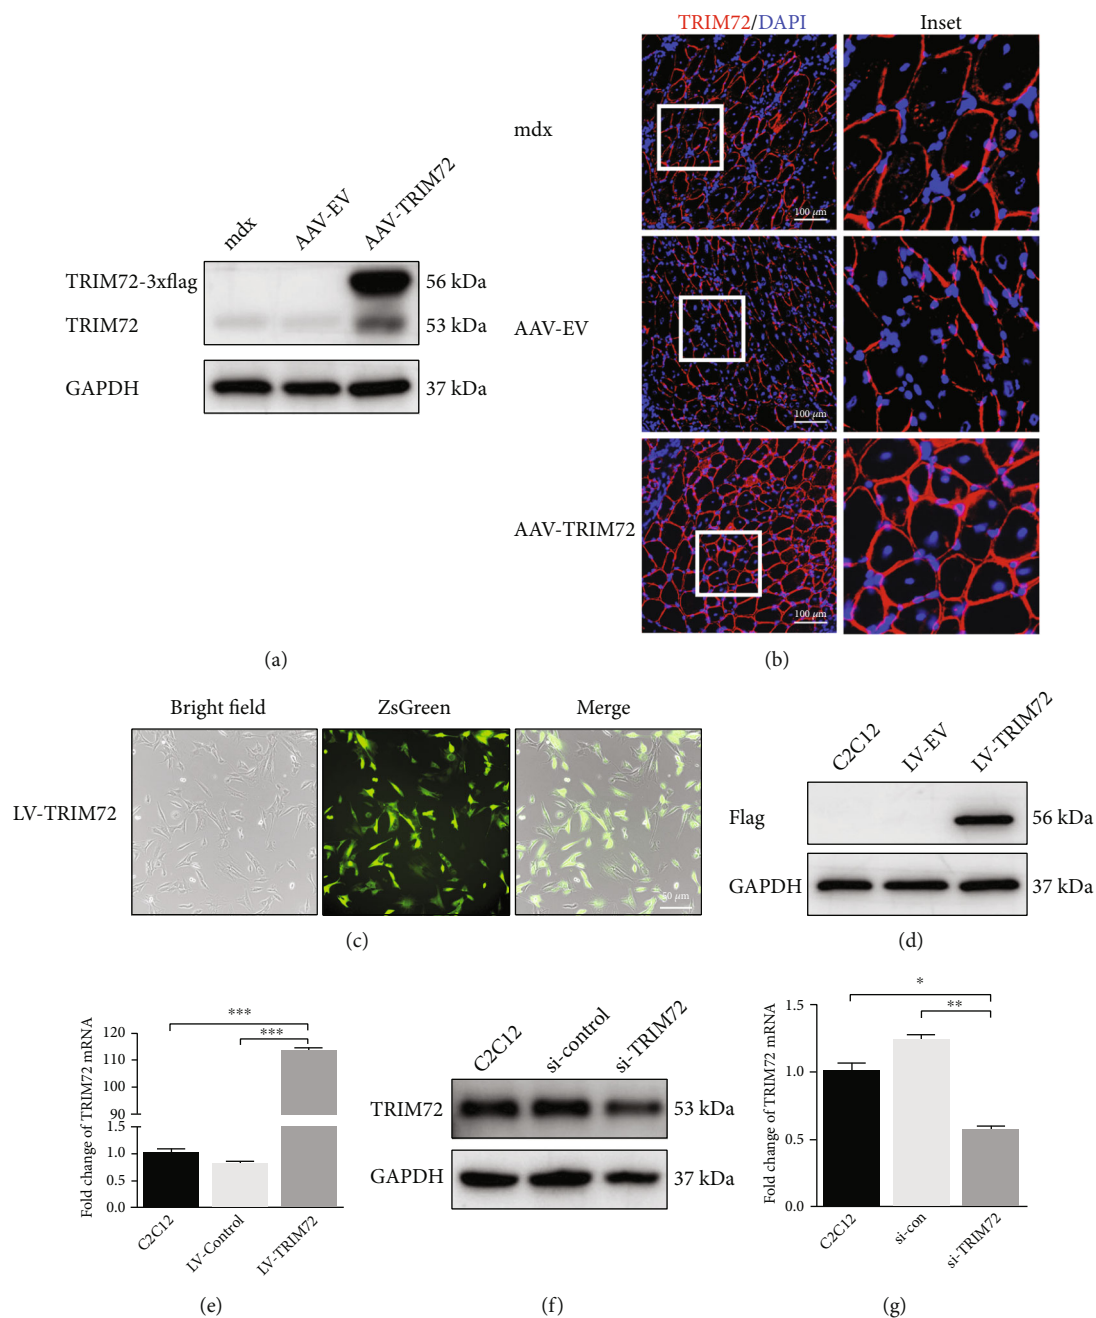 mdx
AAV-EV
AAV-TRIM72
TRIM72-3xflag
56 kDa
TRIM72
53 kDa
GAPDH
37 kDa
(a)
TRIM72/DAPI
Inset
mdx
100 µm
AAV-EV
100 µm
AAV-TRIM72
100 µm
(b)
Bright field
ZsGreen
Merge
LV-TRIM72
50 µm
(c)
C2C12
LV-EV
LV-TRIM72
Flag
56 kDa
GAPDH
37 kDa
(d)
Fold change of TRIM72 mRNA
120
110
100
90
1.5
1.0
0.5
0.0
***
***
C2C12
LV-Control
LV-TRIM72
(e)
C2C12
si-control
si-TRIM72
TRIM72
53 kDa
GAPDH
37 kDa
(f)
Fold change of TRIM72 mRNA
1.5
1.0
0.5
0.0
*
**
C2C12
si-con
si-TRIM72
(g)